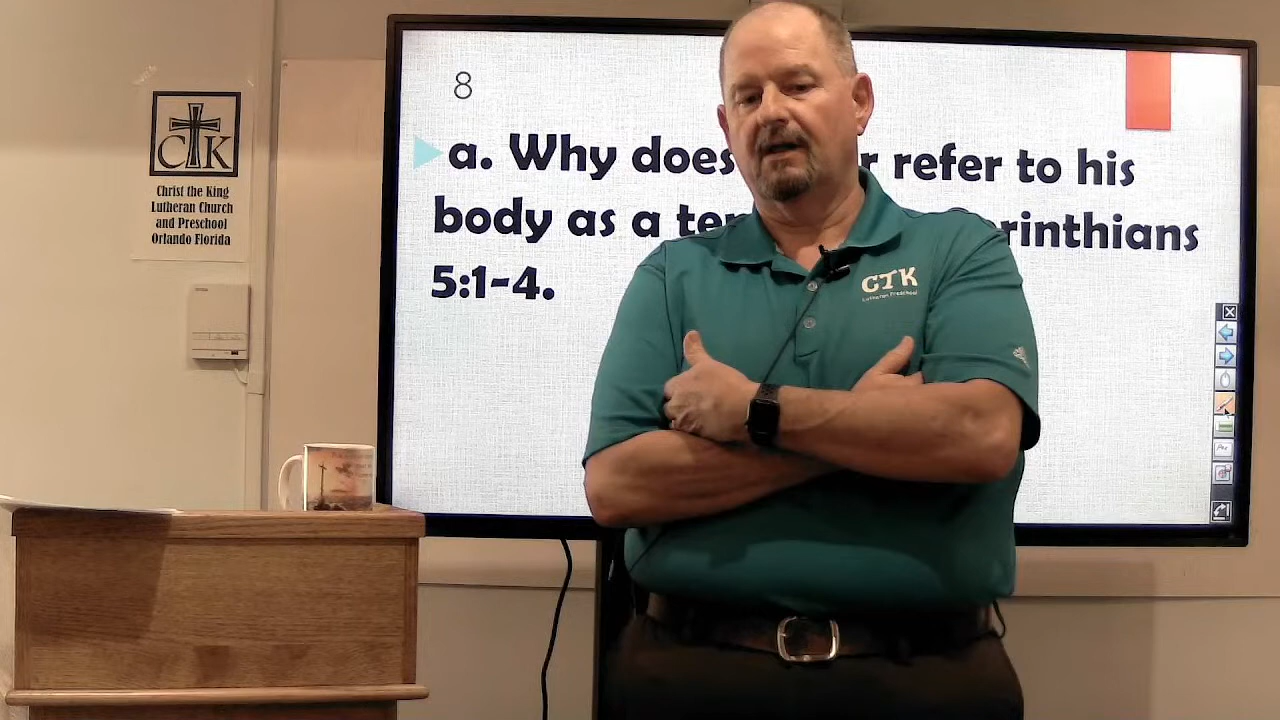 CTK
Christ the King
Lutheran Church
and Preschool
Orlando Florida
8
a. Why does r refer to his
body as a te rinthians
5:1-4.
CTK
Lutheran Preschool